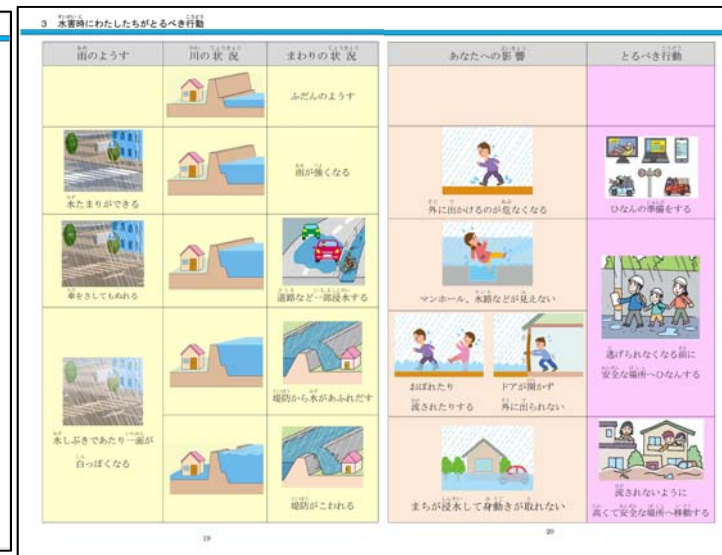 3 水害時にわたしたちがとるべき行動
雨のようす
川の状況
まわりの状況
あなたへの影響
とるべき行動
ふだんのようす
水たまりができる
雨が強くなる
外に出かけるのが危なくなる
ひなんの準備をする
傘をさしてもぬれる
道路など一部浸水する
マンホール、水路などが見えない
逃げられなくなる前に
安全な場所へひなんする
水しぶきであたり一面が
白っぽくなる
堤防から水があふれだす
おぼれたり
流されたりする
ドアが開かず
外に出られない
堤防がこわれる
まちが浸水して身動きが取れない
流されないように
高くて安全な場所へ移動する
19
20